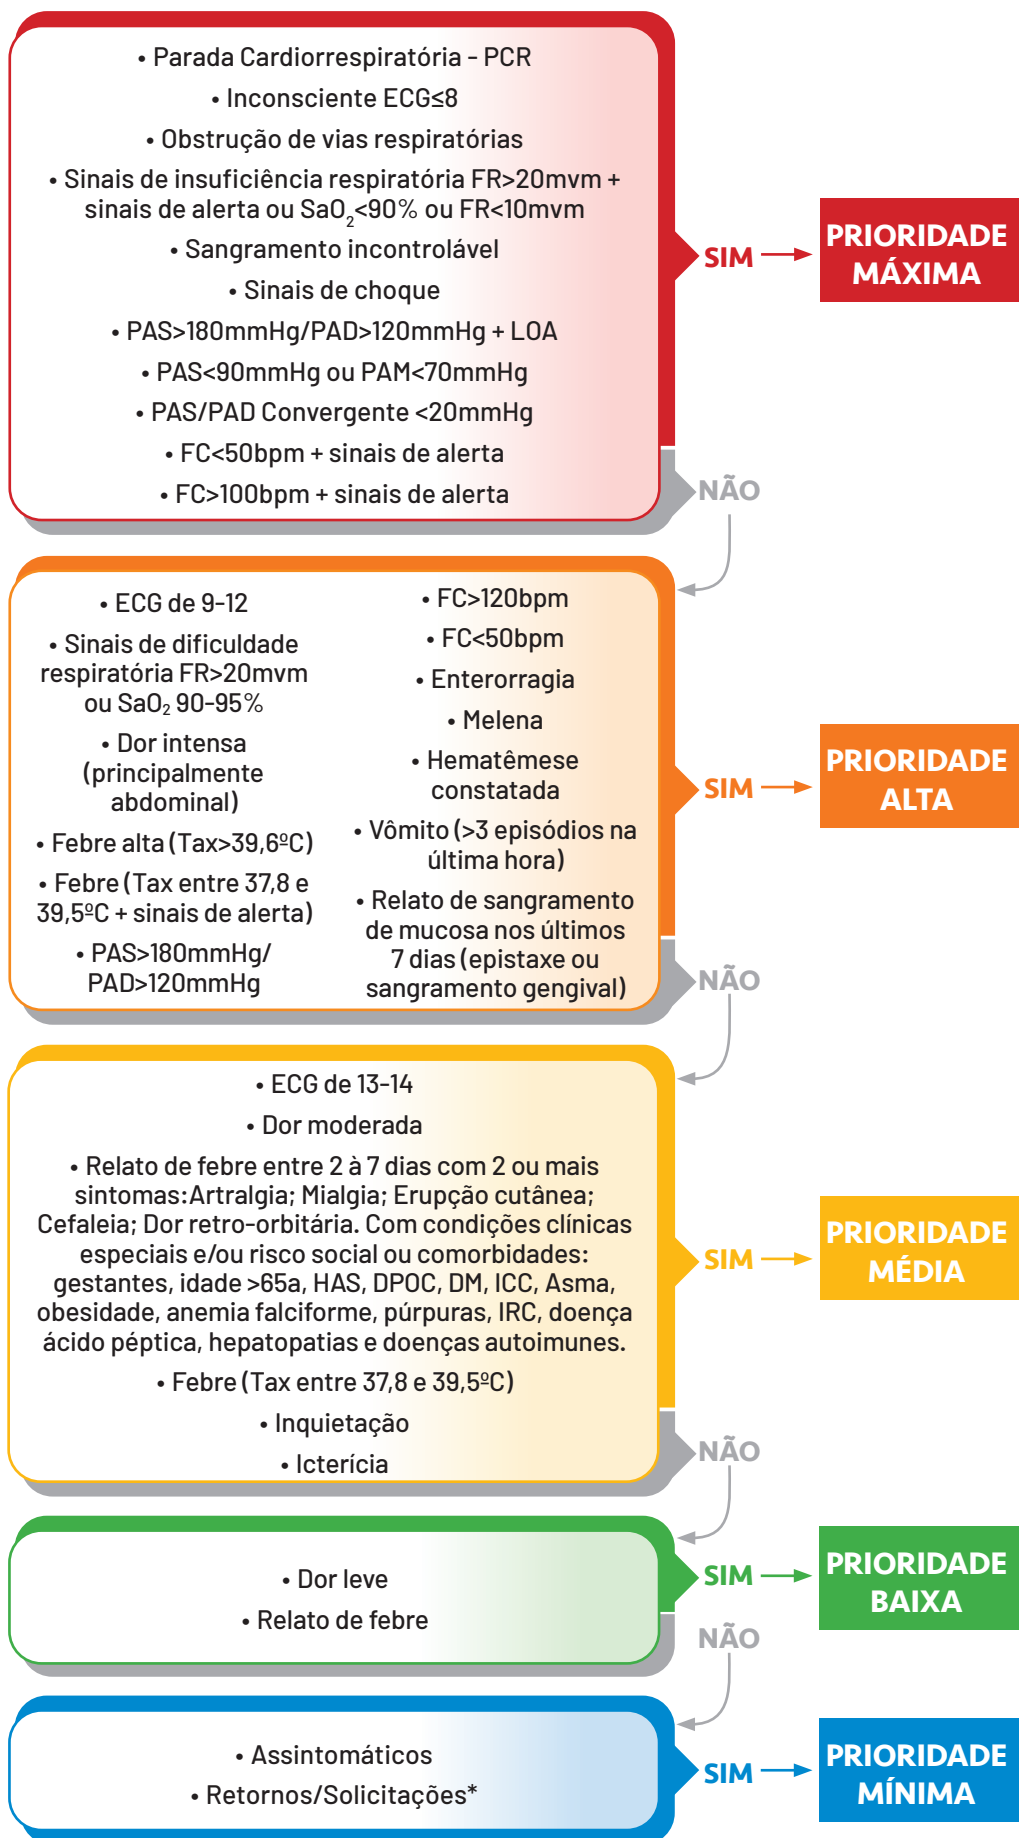 • Parada Cardiorrespiratória - PCR
• Inconsciente ECG≤8
• Obstrução de vias respiratórias
• Sinais de insuficiência respiratória FR>20mvm +
sinais de alerta ou SaO₂<90% ou FR<10mvm
• Sangramento incontrolável
• Sinais de choque
• PAS>180mmHg/PAD>120mmHg + LOA
• PAS<90mmHg ou PAM<70mmHg
• PAS/PAD Convergente <20mmHg
• FC<50bpm + sinais de alerta
• FC>100bpm + sinais de alerta
SIM
PRIORIDADE
MÁXIMA
NÃO
• ECG de 9-12
• Sinais de dificuldade
respiratória FR>20mvm
ou SaO₂ 90-95%
• Dor intensa
(principalmente
abdominal)
• Febre alta (Tax>39,6ºC)
• Febre (Tax entre 37,8 e
39,5ºC + sinais de alerta)
• PAS>180mmHg/
PAD>120mmHg
• FC>120bpm
• FC<50bpm
• Enterorragia
• Melena
• Hematêmese
constatada
• Vômito (>3 episódios na
última hora)
• Relato de sangramento
de mucosa nos últimos
7 dias (epistaxe ou
sangramento gengival)
SIM
PRIORIDADE
ALTA
NÃO
• ECG de 13-14
• Dor moderada
• Relato de febre entre 2 à 7 dias com 2 ou mais
sintomas:Artralgia; Mialgia; Erupção cutânea;
Cefaleia; Dor retro-orbitária. Com condições clínicas
especiais e/ou risco social ou comorbidades:
gestantes, idade >65a, HAS, DPOC, DM, ICC, Asma,
obesidade, anemia falciforme, púrpuras, IRC, doença
ácido péptica, hepatopatias e doenças autoimunes.
• Febre (Tax entre 37,8 e 39,5ºC)
• Inquietação
• Icterícia
SIM
PRIORIDADE
MÉDIA
NÃO
• Dor leve
• Relato de febre
SIM
PRIORIDADE
BAIXA
NÃO
• Assintomáticos
• Retornos/Solicitações*
SIM
PRIORIDADE
MÍNIMA